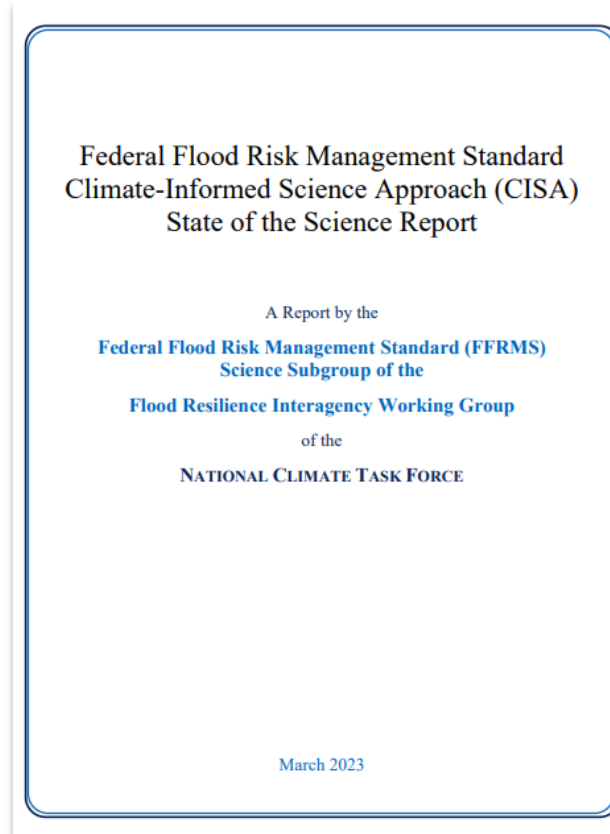 Federal Flood Risk Management Standard
Climate-Informed Science Approach (CISA)
State of the Science Report
A Report by the
Federal Flood Risk Management Standard (FFRMS)
Science Subgroup of the
Flood Resilience Interagency Working Group
of the
NATIONAL CLIMATE TASK FORCE
March 2023